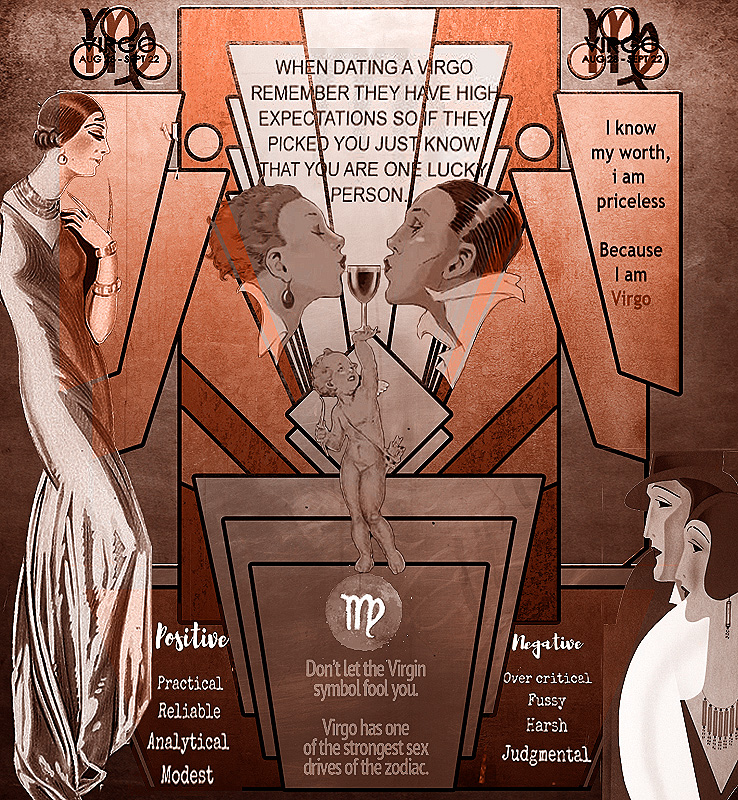 VIRGO
AUG 23 - SEPT 22
VIRGO
AUG 23 - SEPT 22
WHEN DATING A VIRGO
REMEMBER THEY HAVE HIGH
EXPECTATIONS SO IF THEY
PICKED YOU JUST KNOW
THAT YOU ARE ONE LUCKY
PERSON.
I know
my worth,
i am
priceless
Because
I am
Virgo
Positive
Practical
Reliable
Analytical
Modest
Don't let the Virgin
symbol fool you.
Virgo has one
of the strongest sex
drives of the zodiac.
Negative
Over critical
Fussy
Harsh
Judgmental